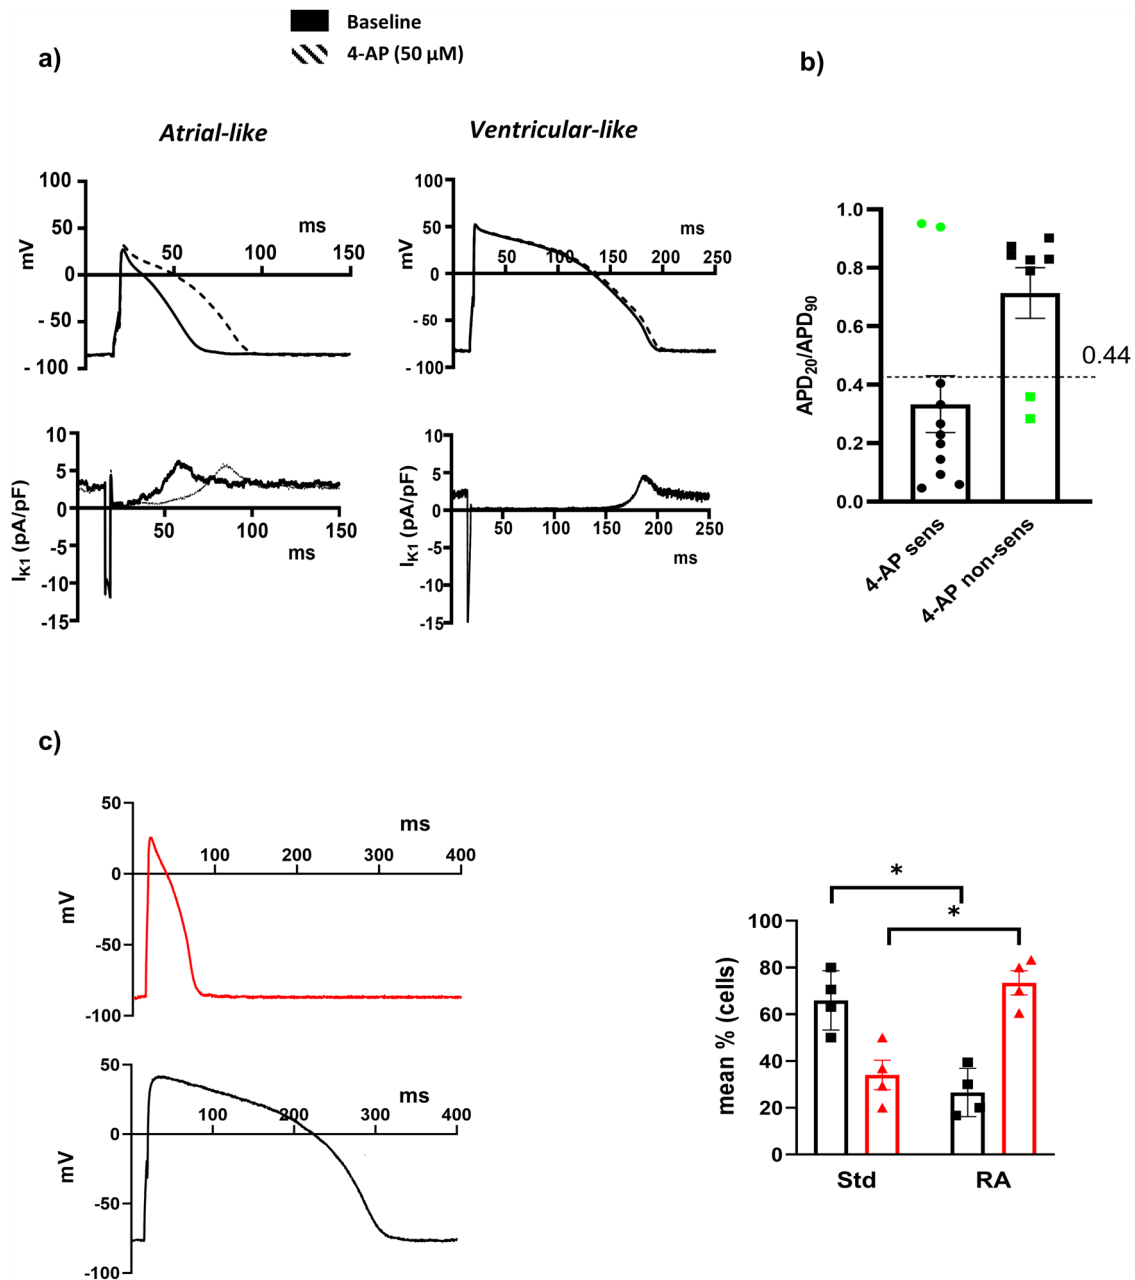 Baseline
4-AP (50 µM)
a)
b)
Atrial-like
Ventricular-like
100
50
0
- 50
- 100
mV
ms
50
100
150
100
50
0
- 50
- 100
mV
ms
50
100
150
200
250
10
5
0
-5
-10
-15
IK1 (pA/pF)
50
100
150
ms
10
5
0
-5
-10
-15
IK1 (pA/pF)
50
100
150
200
250
ms
1.0
0.8
0.6
0.4
0.2
0.0
APD20/APD90
0.44
4-AP sens
4-AP non-sens
c)
50
0
-50
-100
mV
ms
100
200
300
400
50
0
-50
-100
mV
ms
100
200
300
400
*
*
100
80
60
40
20
0
mean % (cells)
Std
RA